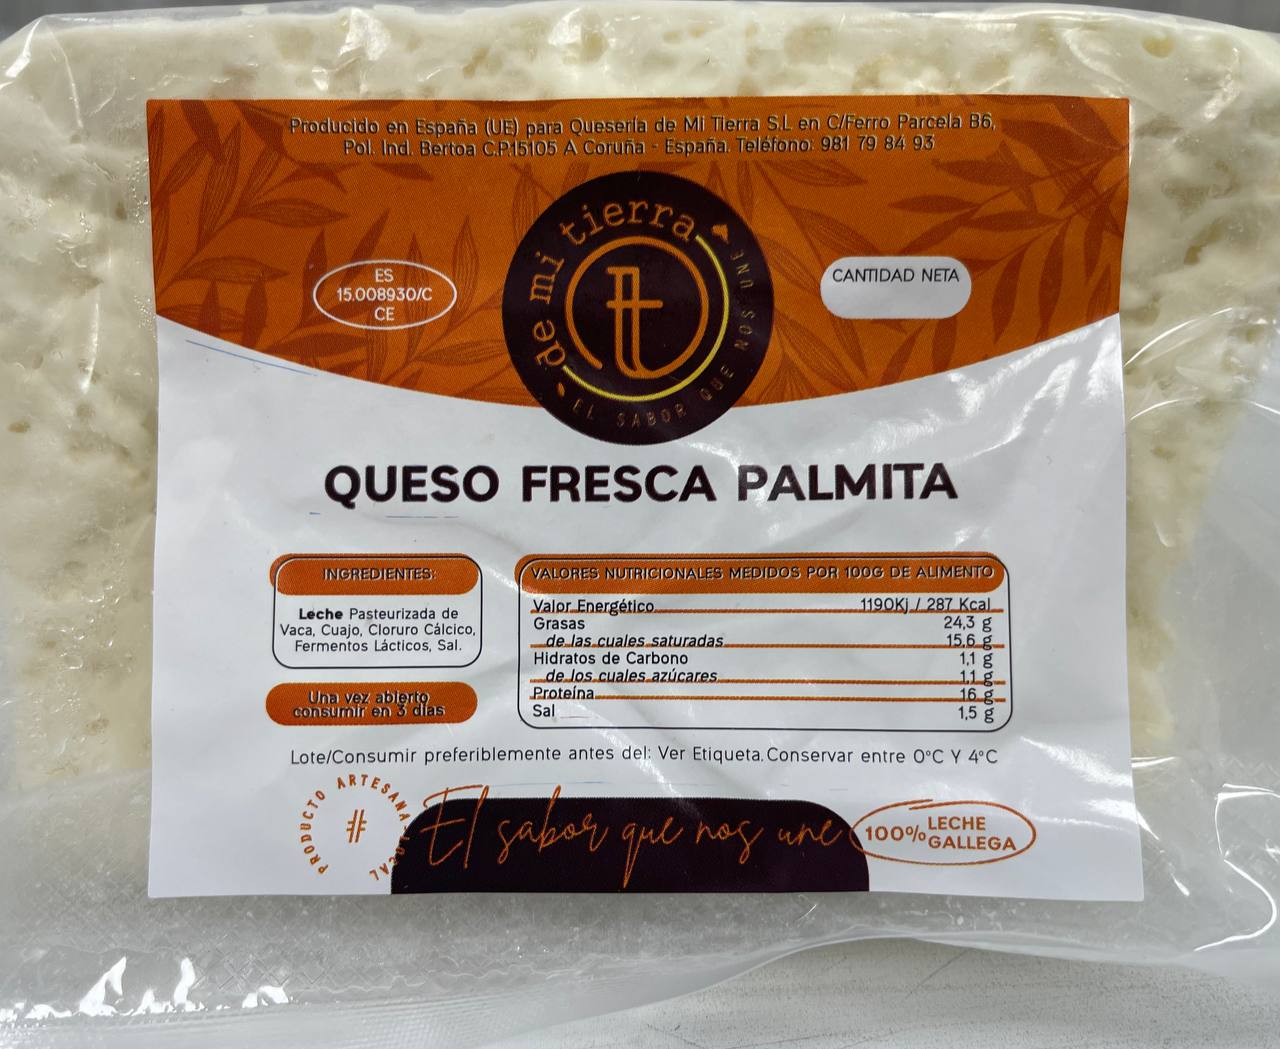 Producido en España (UE) para Quesería de Mi Tierra S.L en C/Ferro Parcela B6,
Pol. Ind. Bertoa C.P.15105 A Coruña - España. Teléfono: 981 79 84 93
de mi tierra
EL SABOR QUE NOS UNE
ES
15.008930/C
CE
CANTIDAD NETA
QUESO FRESCA PALMITA
INGREDIENTES:
Leche Pasteurizada de
Vaca, Cuajo, Cloruro Cálcico,
Fermentos Lácticos, Sal.
Una vez abierto
consumir en 3 días
VALORES NUTRICIONALES MEDIDOS POR 100G DE ALIMENTO
Valor Energético 1190Kj / 287 Kcal
Grasas 24,3 g
de las cuales saturadas 15,6 g
Hidratos de Carbono 1,1 g
de los cuales azúcares 1,1 g
Proteína 16 g
Sal 1,5 g
Lote/Consumir preferiblemente antes del: Ver Etiqueta. Conservar entre 0°C Y 4°C
PRODUCTO ARTESANA
El sabor que nos une
100% LECHE
GALLEGA